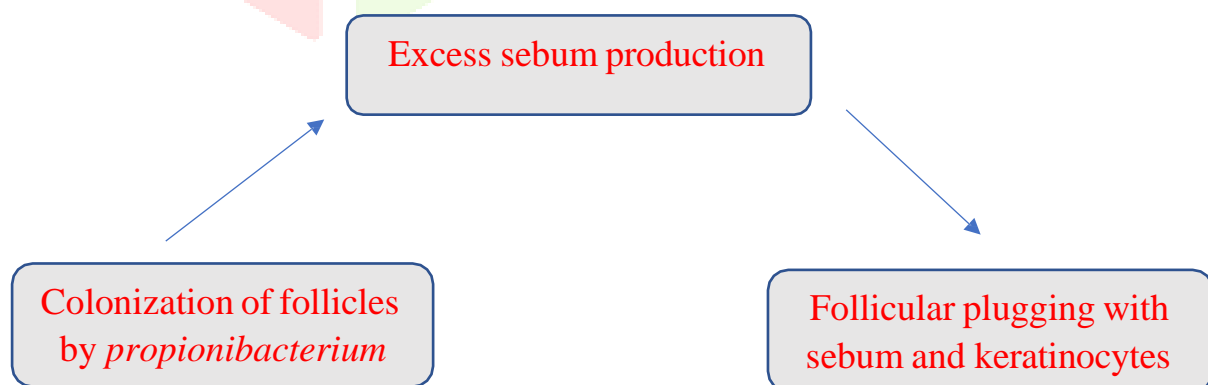 Excess sebum production
Colonization of follicles
by propionibacterium
Follicular plugging with
sebum and keratinocytes